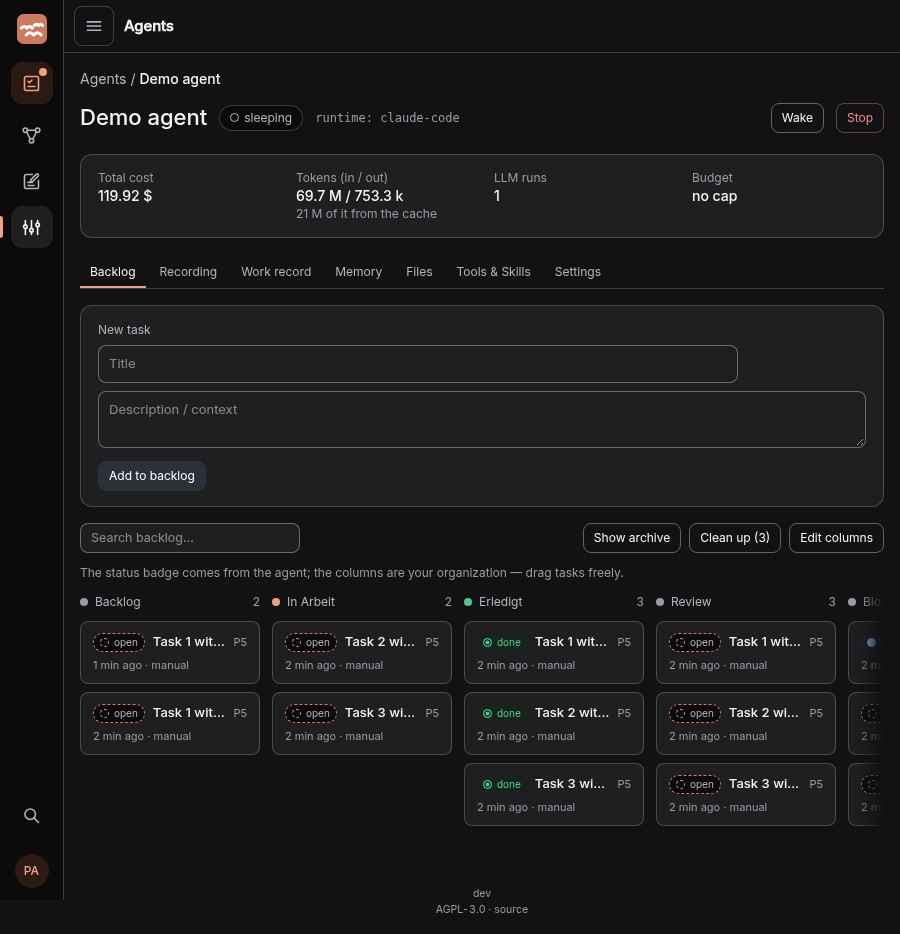 Agents
Agents / Demo agent
Demo agent sleeping runtime: claude-code Wake Stop
Total cost Tokens (in / out) LLM runs Budget
119.92 $ 69.7 M / 753.3 k 1 no cap
21 M of it from the cache
Backlog Recording Work record Memory Files Tools & Skills Settings
New task
Title
Description / context
Add to backlog
Search backlog... Show archive Clean up (3) Edit columns
The status badge comes from the agent; the columns are your organization — drag tasks freely.
Backlog 2 In Arbeit 2 Erledigt 3 Review 3
open Task 1 wit... P5 open Task 2 wi... P5 done Task 1 wit... P5 open Task 1 wit... P5
1 min ago · manual 2 min ago · manual 2 min ago · manual 2 min ago · manual 2 m
open Task 1 wit... P5 open Task 3 wi... P5 done Task 2 wit... P5 open Task 2 wi... P5
2 min ago · manual 2 min ago · manual 2 min ago · manual 2 min ago · manual 2 m
done Task 3 wi... P5 open Task 3 wi... P5
2 min ago · manual 2 min ago · manual 2 m
PA
dev
AGPL-3.0 · source